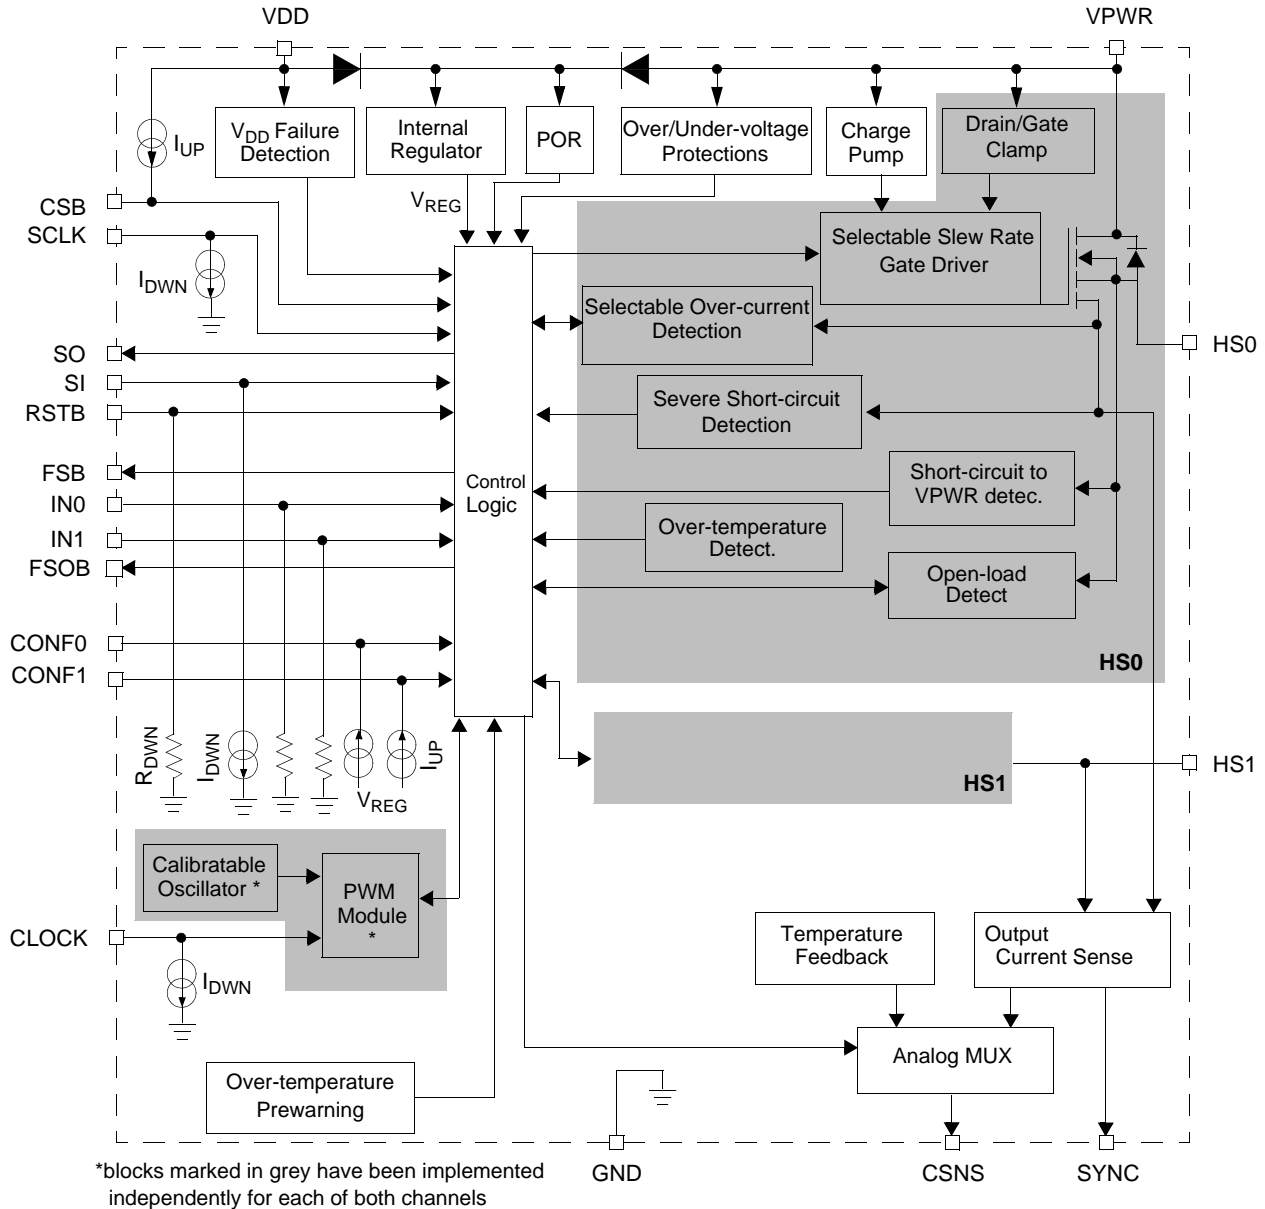 VDD
VPWR
VDD Failure
Detection
Internal
Regulator
POR
Over/Under-voltage
Protections
Charge
Pump
Drain/Gate
Clamp
IUP
VREG
CSB
SCLK
IDWN
Selectable Slew Rate
Gate Driver
Selectable Over-current
Detection
HS0
SO
SI
RSTB
Severe Short-circuit
Detection
FSB
IN0
IN1
FSOB
Control
Logic
Short-circuit to
VPWR detec.
Over-temperature
Detect.
Open-load
Detect
CONF0
CONF1
HS0
RDWN
IDWN
VREG
IUP
HS1
HS1
Calibratable
Oscillator *
PWM
Module
*
CLOCK
IDWN
Temperature
Feedback
Output
Current Sense
Analog MUX
Over-temperature
Prewarning
GND
CSNS
SYNC
*blocks marked in grey have been implemented
independently for each of both channels